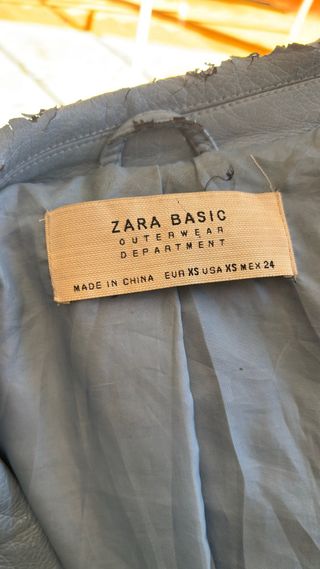 ZARA BASIC
OUTERWEAR
DEPARTMENT
MADE IN CHINA EUR XS USA XS MEX 24